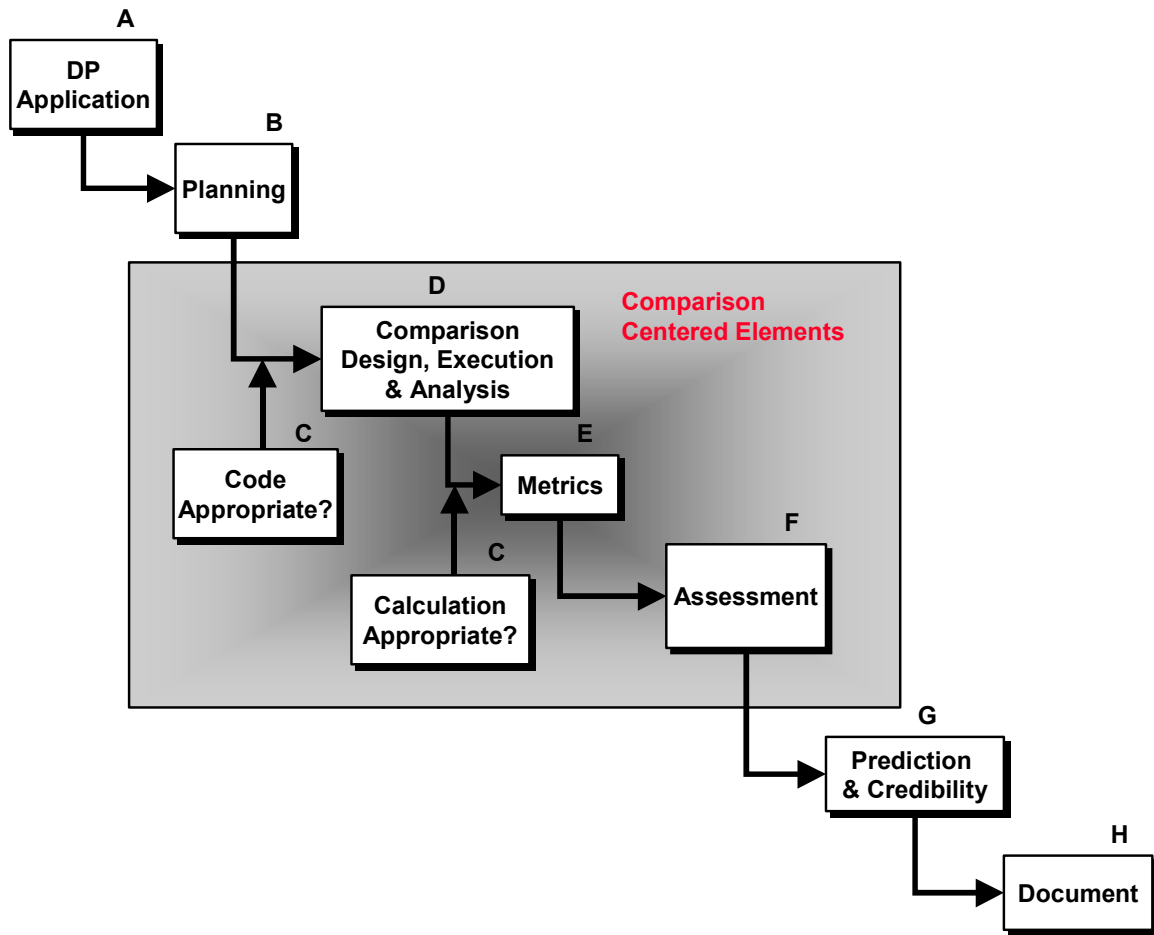 A
DP
Application
B
Planning
D
Comparison
Design, Execution
& Analysis
Comparison
Centered Elements
C
Code
Appropriate?
E
Metrics
C
Calculation
Appropriate?
F
Assessment
G
Prediction
& Credibility
H
Document